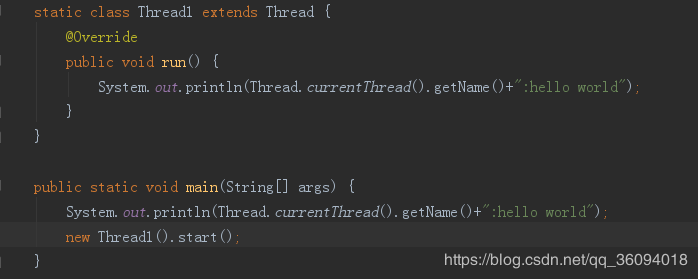 static class Thread1 extends Thread {
@Override
public void run() {
System.out.println(Thread.currentThread().getName()+":hello world");
}
}
public static void main(String[] args) {
System.out.println(Thread.currentThread().getName()+":hello world");
new Thread1().start();
}
https://blog.csdn.net/qq_36094018